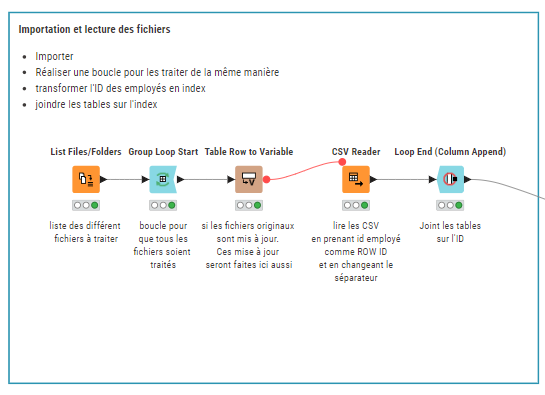 Importation et lecture des fichiers
• Importer
• Réaliser une boucle pour les traiter de la même manière
• transformer l'ID des employés en index
• joindre les tables sur l'index
List Files/Folders
Group Loop Start
Table Row to Variable
CSV Reader
Loop End (Column Append)
liste des différent
fichiers à traiter
boucle pour
que tous les
fichiers soient
traités
si les fichiers originaux
sont mis à jour.
Ces mise à jour
seront faites ici aussi
lire les CSV
en prenant id employé
comme ROW ID
et en changeant le
séparateur
Joint les tables
sur l'ID